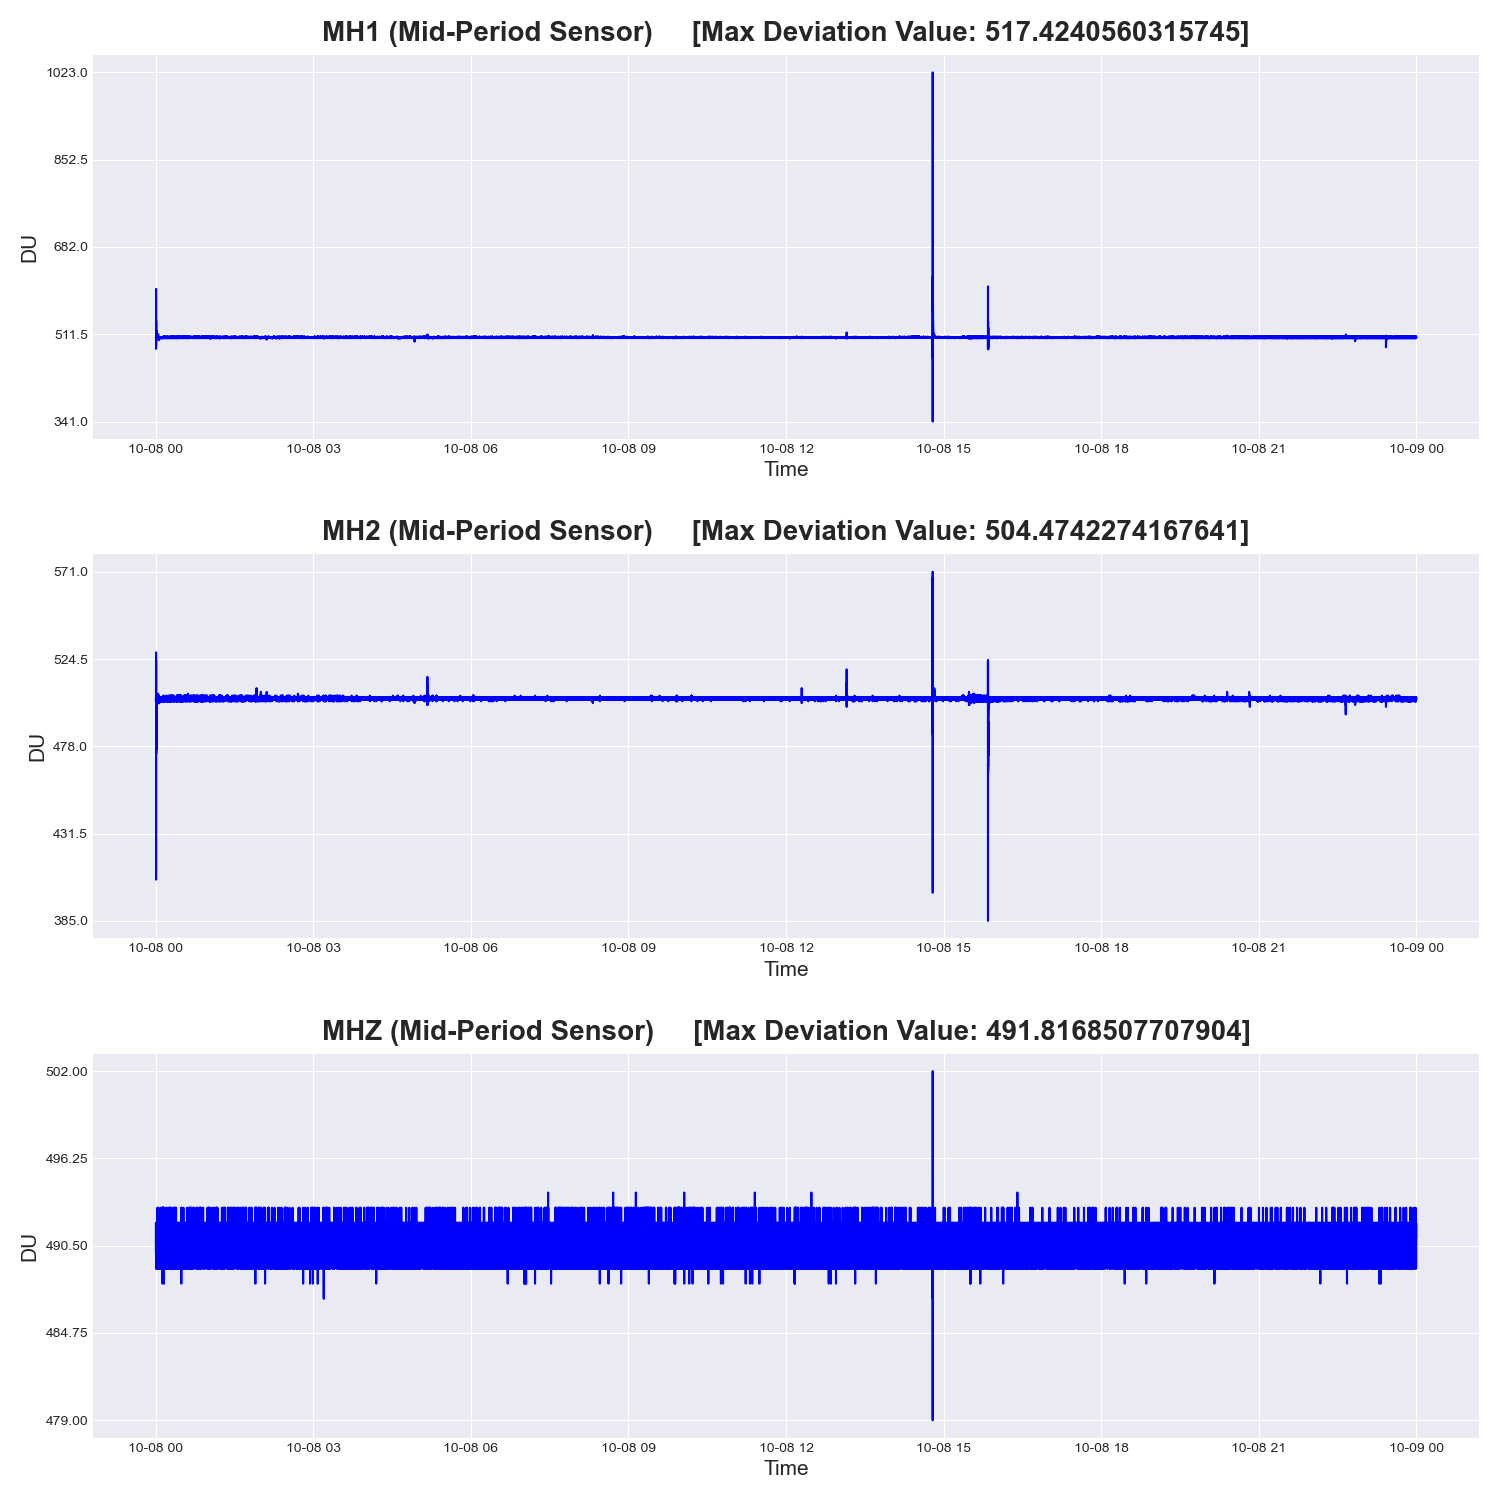 MH1 (Mid-Period Sensor) [Max Deviation Value: 517.4240560315745]
1023.0
852.5
682.0
511.5
341.0
DU
10-08 00 10-08 03 10-08 06 10-08 09 10-08 12 10-08 15 10-08 18 10-08 21 10-09 00
Time
MH2 (Mid-Period Sensor) [Max Deviation Value: 504.4742274167641]
571.0
524.5
478.0
431.5
385.0
DU
10-08 00 10-08 03 10-08 06 10-08 09 10-08 12 10-08 15 10-08 18 10-08 21 10-09 00
Time
MHZ (Mid-Period Sensor) [Max Deviation Value: 491.8168507707904]
502.00
496.25
490.50
484.75
479.00
DU
10-08 00 10-08 03 10-08 06 10-08 09 10-08 12 10-08 15 10-08 18 10-08 21 10-09 00
Time